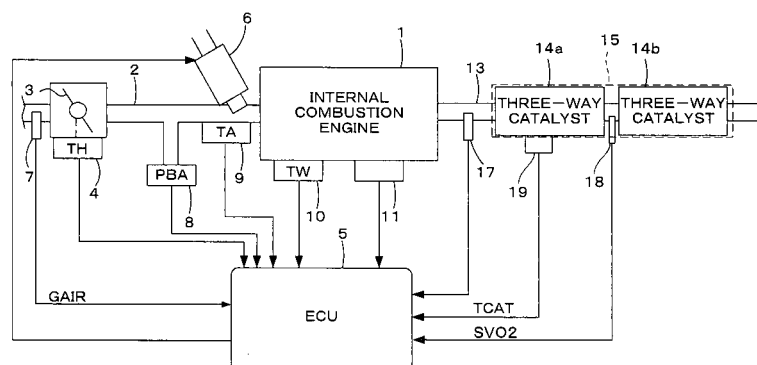 6
1
14a
15
14b
3
2
13
INTERNAL
COMBUSTION
ENGINE
THREE-WAY
CATALYST
THREE-WAY
CATALYST
7
TH
4
TA
9
PBA
8
TW
10
11
17
19
18
5
GAIR
ECU
TCAT
SVO2